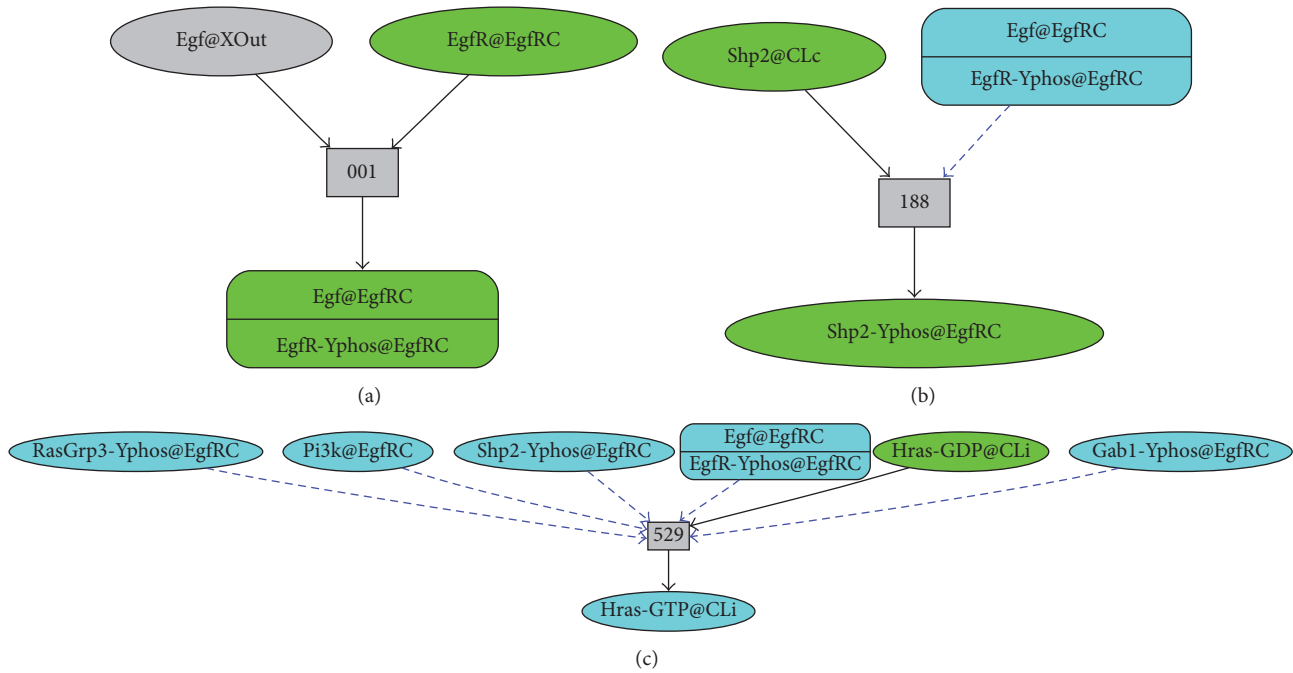 Egf@XOut
EgfR@EgfRC
001
Egf@EgfRC
EgfR-Yphos@EgfRC
(a)
Shp2@CLc
Egf@EgfRC
EgfR-Yphos@EgfRC
188
Shp2-Yphos@EgfRC
(b)
RasGrp3-Yphos@EgfRC
Pi3k@EgfRC
Shp2-Yphos@EgfRC
Egf@EgfRC
EgfR-Yphos@EgfRC
Hras-GDP@CLi
Gab1-Yphos@EgfRC
529
Hras-GTP@CLi
(c)